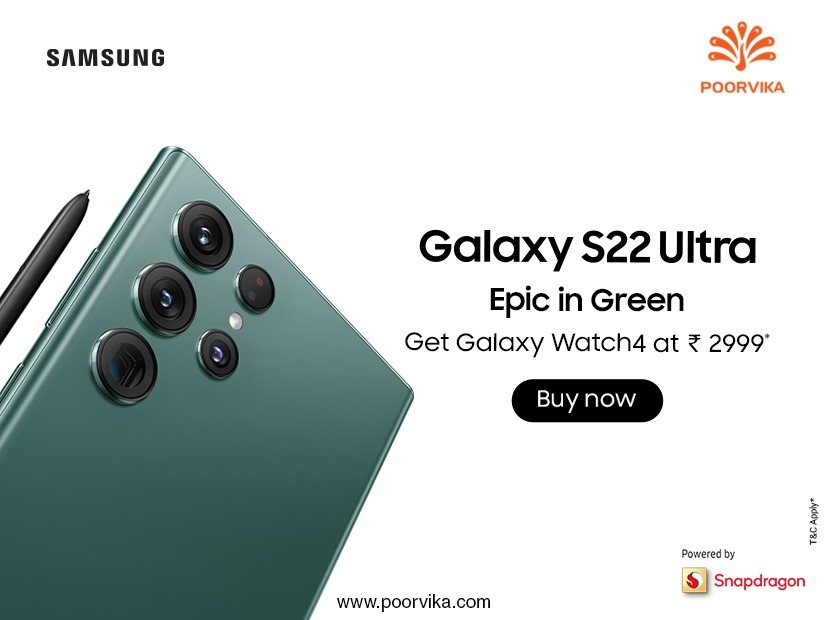 SAMSUNG
POORVIKA
Galaxy S22 Ultra
Epic in Green
Get Galaxy Watch4 at ₹ 2999*
Buy now
T&C Apply*
Powered by
Snapdragon
www.poorvika.com